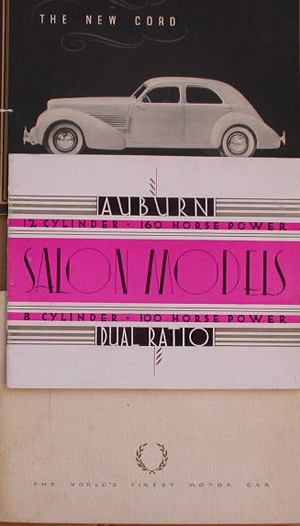 THE NEW CORD
AUBURN
12 CYLINDER • 160 HORSE POWER
SALON MODELS
8 CYLINDER • 100 HORSE POWER
DUAL RATIO
THE WORLD'S FINEST MOTOR CAR